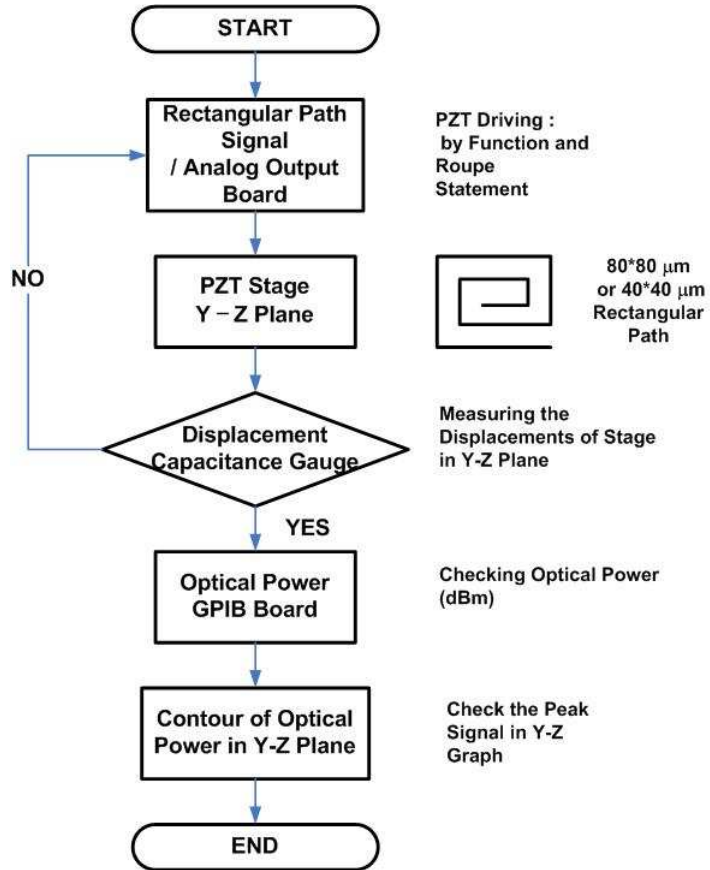 START
Rectangular Path
Signal
/ Analog Output
Board
PZT Driving :
by Function and
Roupe
Statement
NO
PZT Stage
Y – Z Plane
80*80 μm
or 40*40 μm
Rectangular
Path
Displacement
Capacitance Gauge
Measuring the
Displacements of Stage
in Y-Z Plane
YES
Optical Power
GPIB Board
Checking Optical Power
(dBm)
Contour of Optical
Power in Y-Z Plane
Check the Peak
Signal in Y-Z
Graph
END